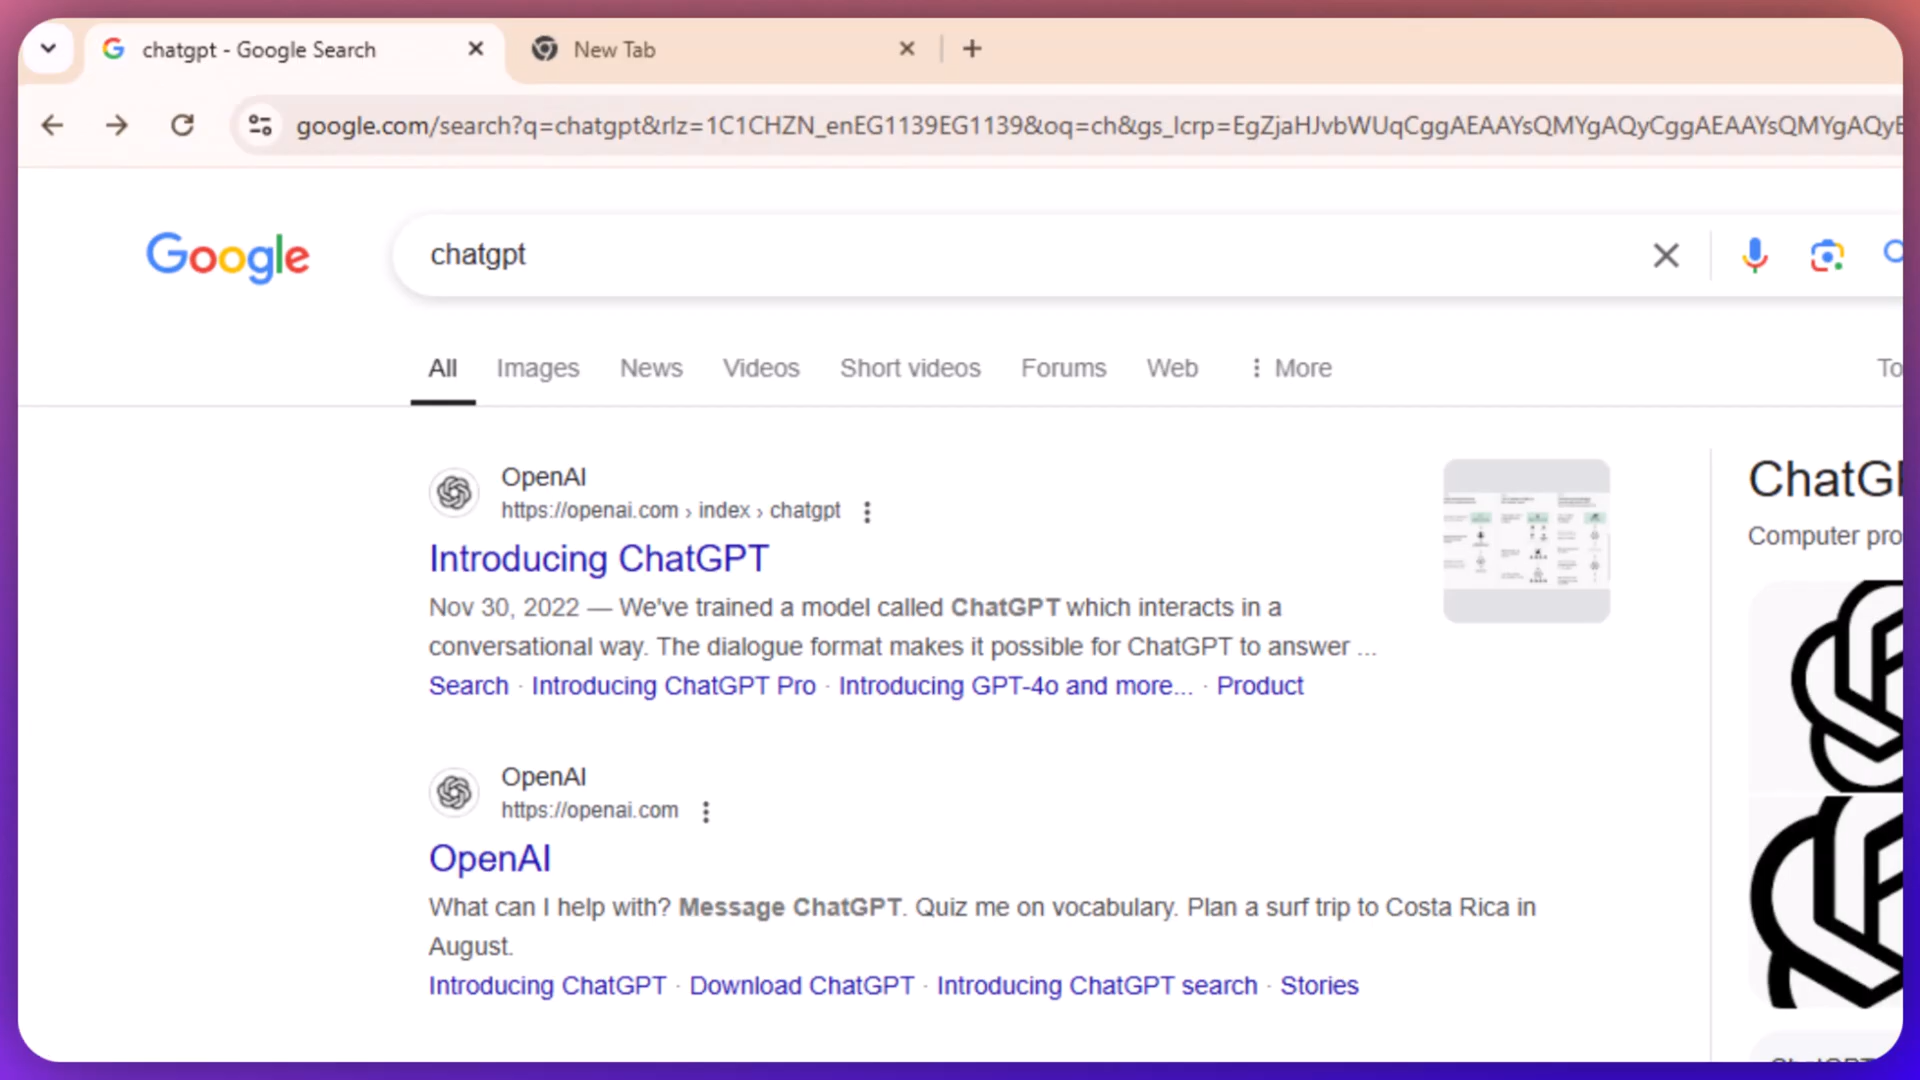 chatgpt - Google Search
New Tab
google.com/search?q=chatgpt&rlz=1C1CHZN_enEG1139EG1139&oq=ch&gs_lcrp=EgZjaHJvbWUqCggAEAAYsQMYgAQyCggAEAAYsQMYgAQyE
Google
chatgpt
All Images News Videos Short videos Forums Web More
To
OpenAI
https://openai.com › index › chatgpt
Introducing ChatGPT
Nov 30, 2022 — We've trained a model called ChatGPT which interacts in a
conversational way. The dialogue format makes it possible for ChatGPT to answer ...
Search · Introducing ChatGPT Pro · Introducing GPT-4o and more... · Product
ChatG
Computer pro
OpenAI
https://openai.com
OpenAI
What can I help with? Message ChatGPT. Quiz me on vocabulary. Plan a surf trip to Costa Rica in
August.
Introducing ChatGPT · Download ChatGPT · Introducing ChatGPT search · Stories